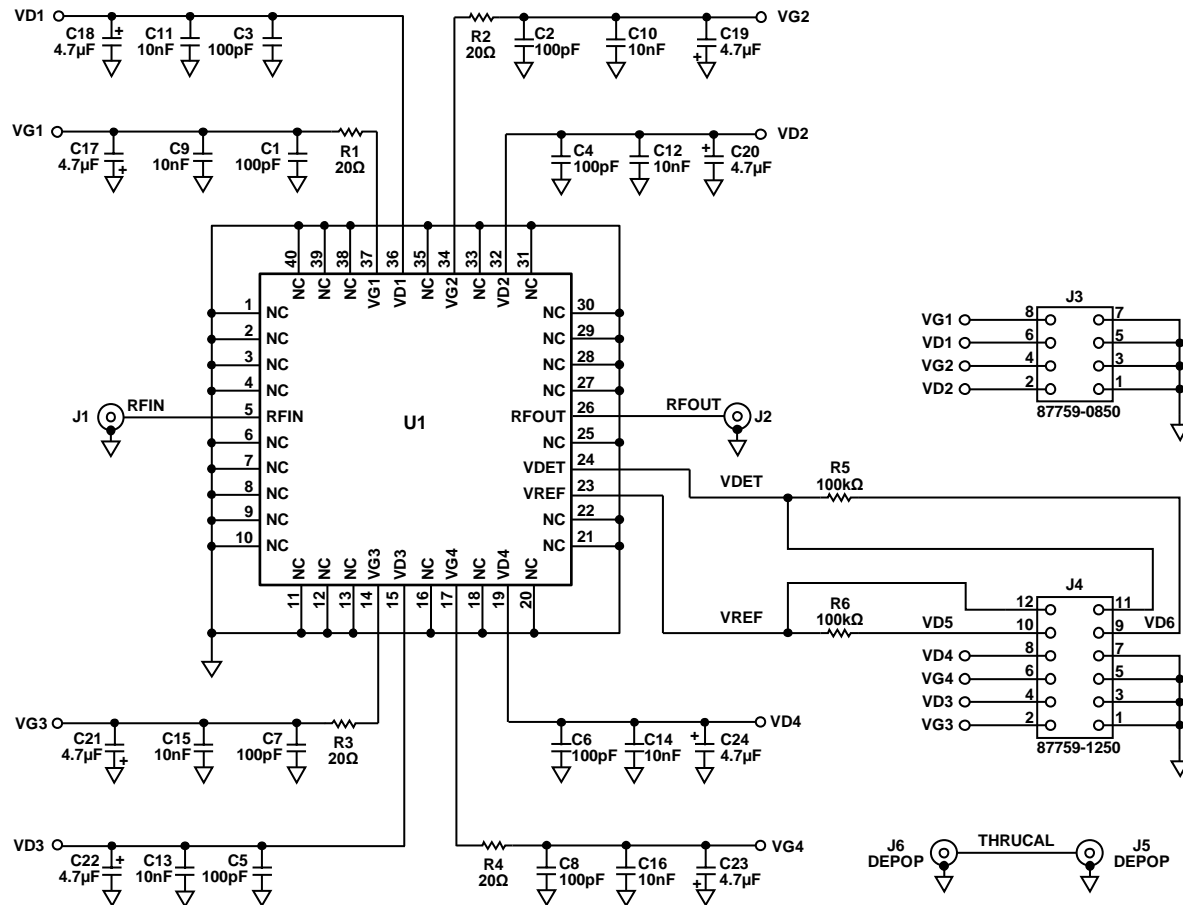 VD1
C18
4.7µF
+
C11
10nF
C3
100pF
R2
20Ω
C2
100pF
C10
10nF
C19
4.7µF
+
VG2
VG1
C17
4.7µF
+
C9
10nF
C1
100pF
R1
20Ω
C4
100pF
C12
10nF
+
C20
4.7µF
VD2
40
39
38
37
36
35
34
33
32
31
NC
NC
NC
VG1
VD1
NC
VG2
NC
VD2
NC
1 NC
2 NC
3 NC
4 NC
5 RFIN
6 NC
7 NC
8 NC
9 NC
10 NC
U1
NC 30
NC 29
NC 28
NC 27
RFOUT 26
NC 25
VDET 24
VREF 23
NC 22
NC 21
NC
NC
NC
VG3
VD3
NC
VG4
NC
VD4
NC
11
12
13
14
15
16
17
18
19
20
J1
RFIN
RFOUT
J2
J3
VG1 8 7
VD1 6 5
VG2 4 3
VD2 2 1
87759-0850
VDET
R5
100kΩ
VREF
R6
100kΩ
J4
12 11
VD5 10 9 VD6
VD4 8 7
VG4 6 5
VD3 4 3
VG3 2 1
87759-1250
VG3
C21
4.7µF
+
C15
10nF
C7
100pF
R3
20Ω
C6
100pF
C14
10nF
+
C24
4.7µF
VD4
VD3
C22
4.7µF
+
C13
10nF
C5
100pF
R4
20Ω
C8
100pF
C16
10nF
C23
4.7µF
+
VG4
J6
DEPOP
THRUCAL
J5
DEPOP